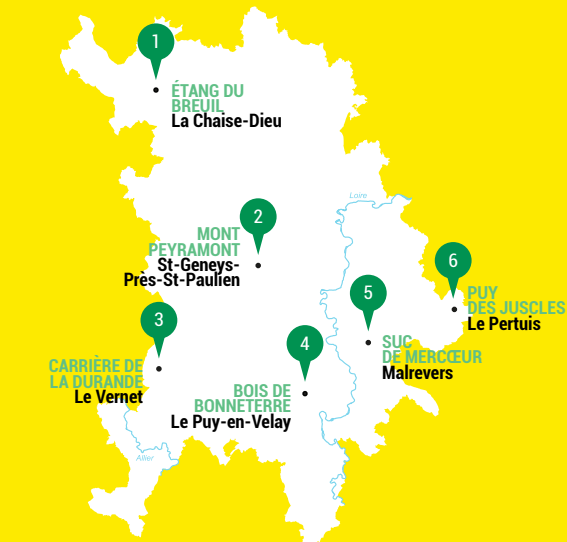 1
ÉTANG DU
BREUIL
La Chaise-Dieu
Loire
2
MONT
PEYRAMONT
St-Geneys-
Près-St-Paulien
6
PUY
DES JUSCLES
Le Pertuis
5
SUC
DE MERCŒUR
Malrevers
3
CARRIÈRE DE
LA DURANDE
Le Vernet
4
BOIS DE
BONNETERRE
Le Puy-en-Velay
Allier